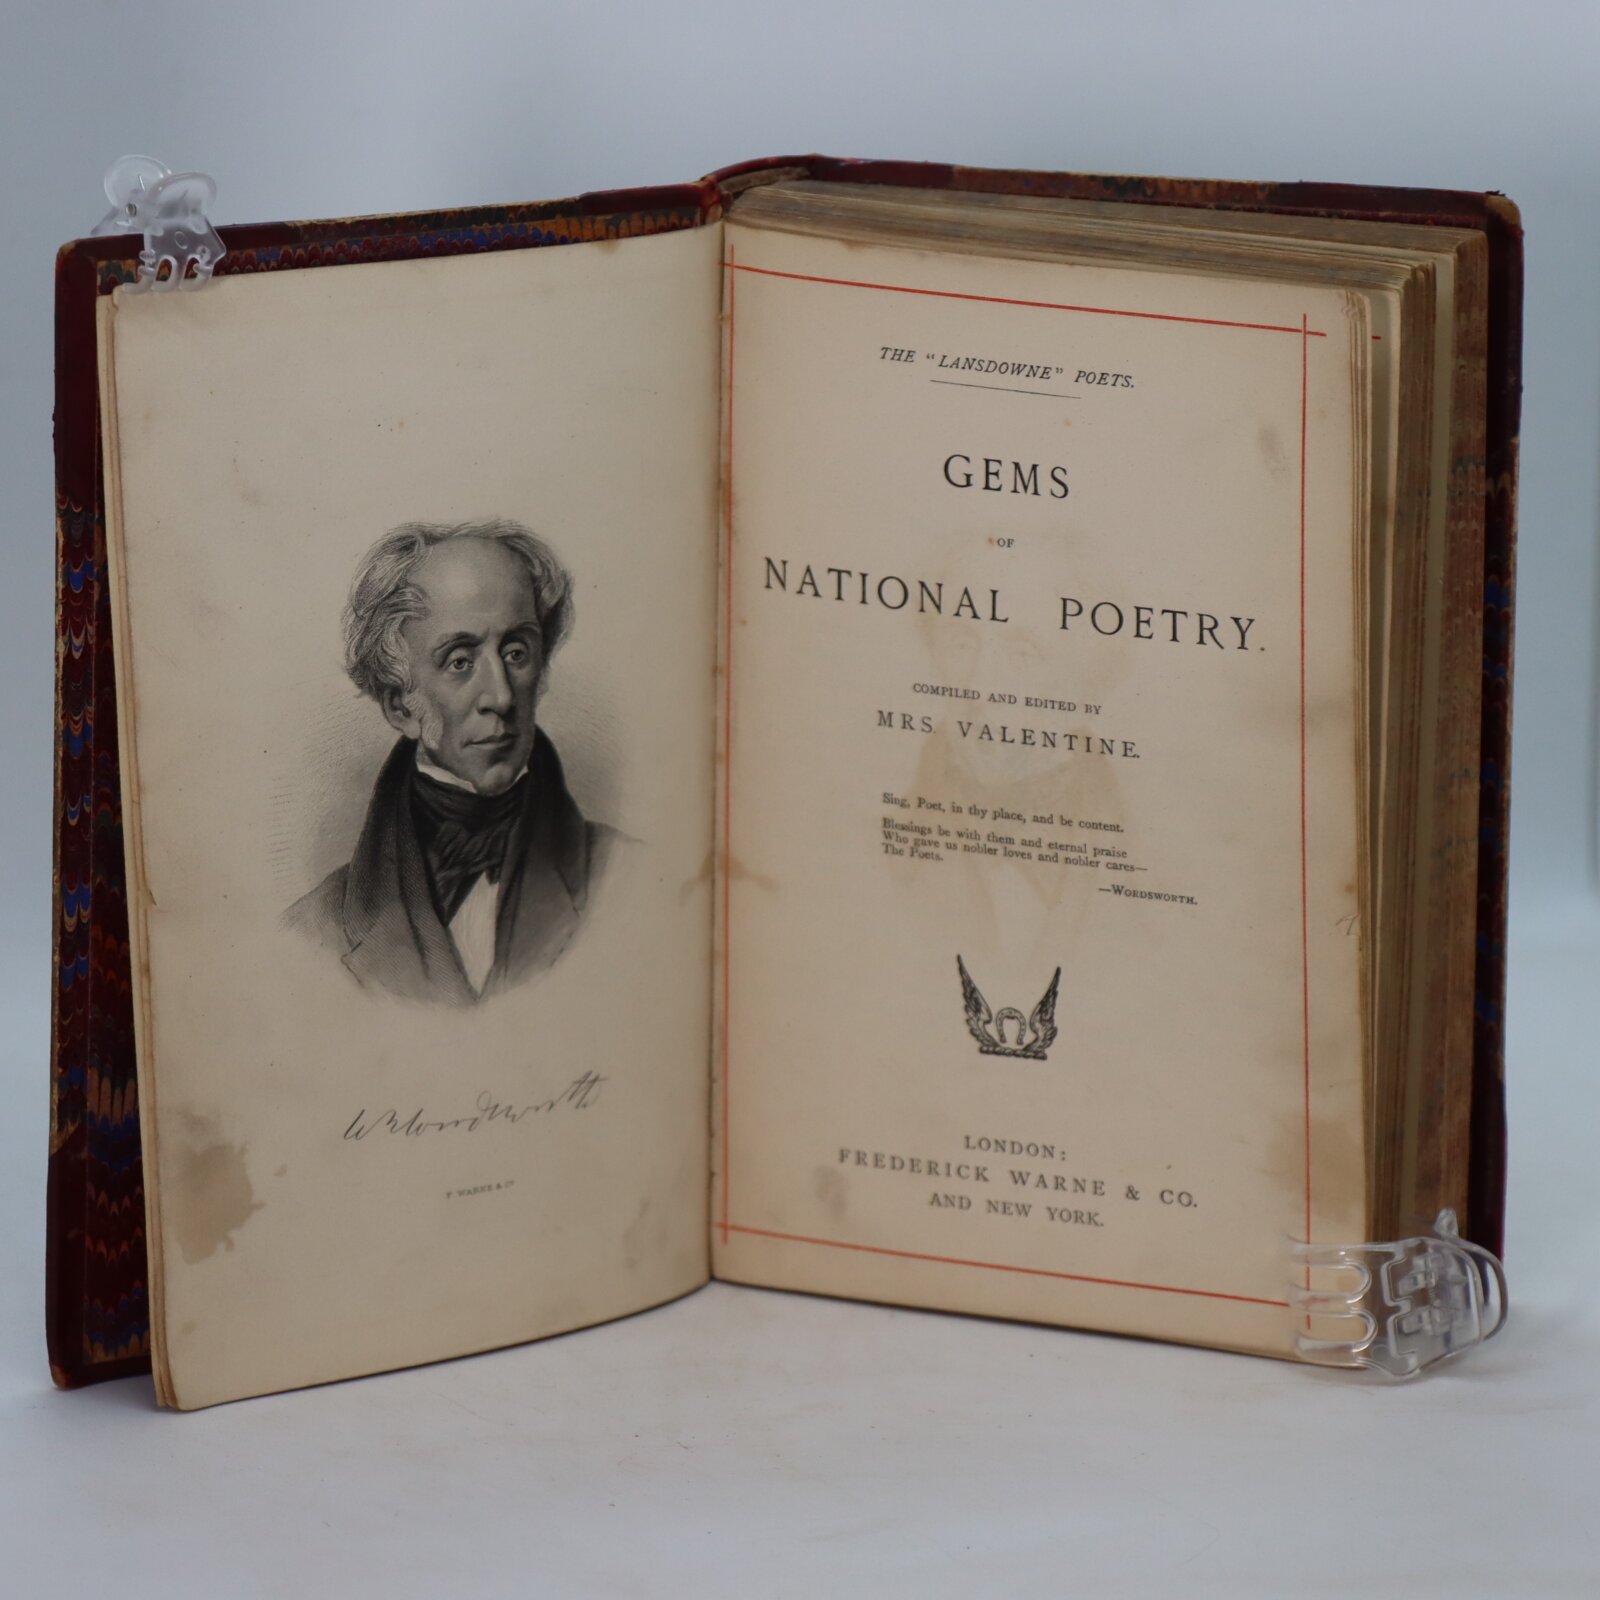 Wm Wordsworth
F. WARNE & Co
THE "LANSDOWNE" POETS.
GEMS
OF
NATIONAL POETRY.
COMPILED AND EDITED BY
MRS. VALENTINE.
Sing, Poet, in thy place, and be content.
Blessings be with them and eternal praise
Who gave us nobler loves and nobler cares—
The Poets.
—WORDSWORTH.
LONDON:
FREDERICK WARNE & CO.
AND NEW YORK.